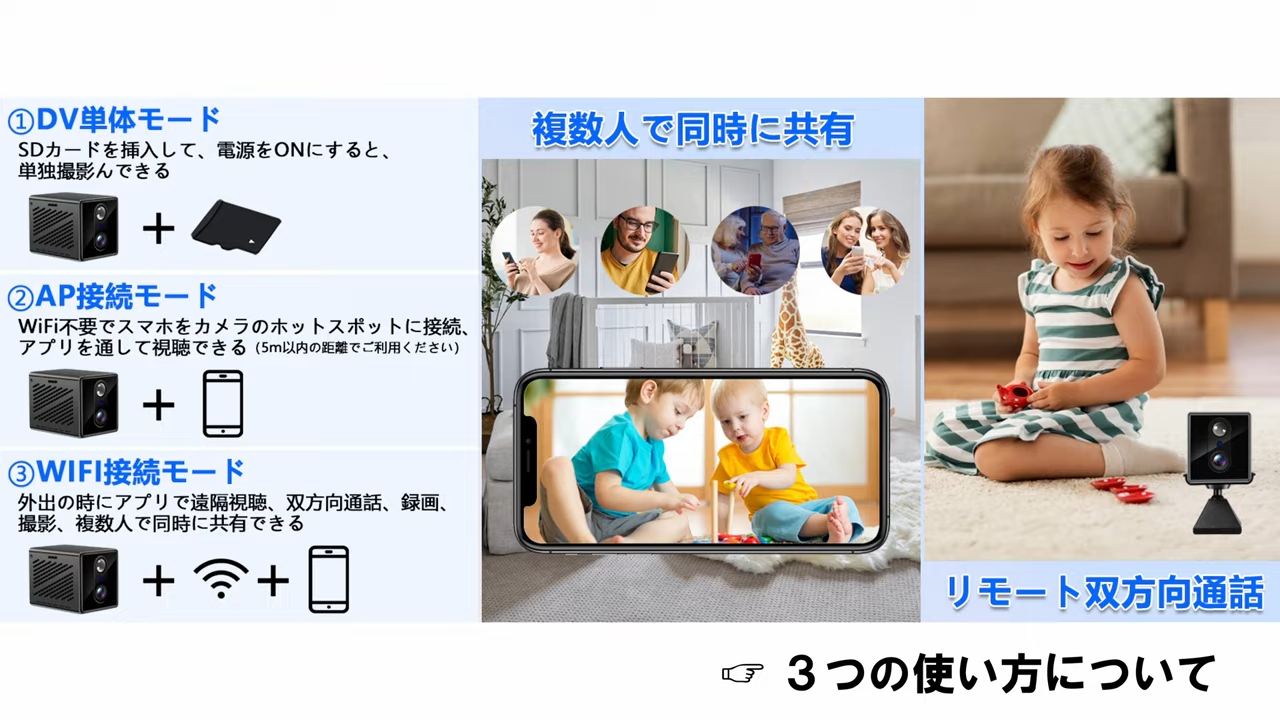 ①DV単体モード
SDカードを挿入して、電源をONにすると、
単独撮影んできる
②AP接続モード
WiFi不要でスマホをカメラのホットスポットに接続、
アプリを通して視聴できる（5m以内の距離でご利用ください）
③WIFI接続モード
外出の時にアプリで遠隔視聴、双方向通話、録画、
撮影、複数人で同時に共有できる
複数人で同時に共有
リモート双方向通話
☞ ３つの使い方について